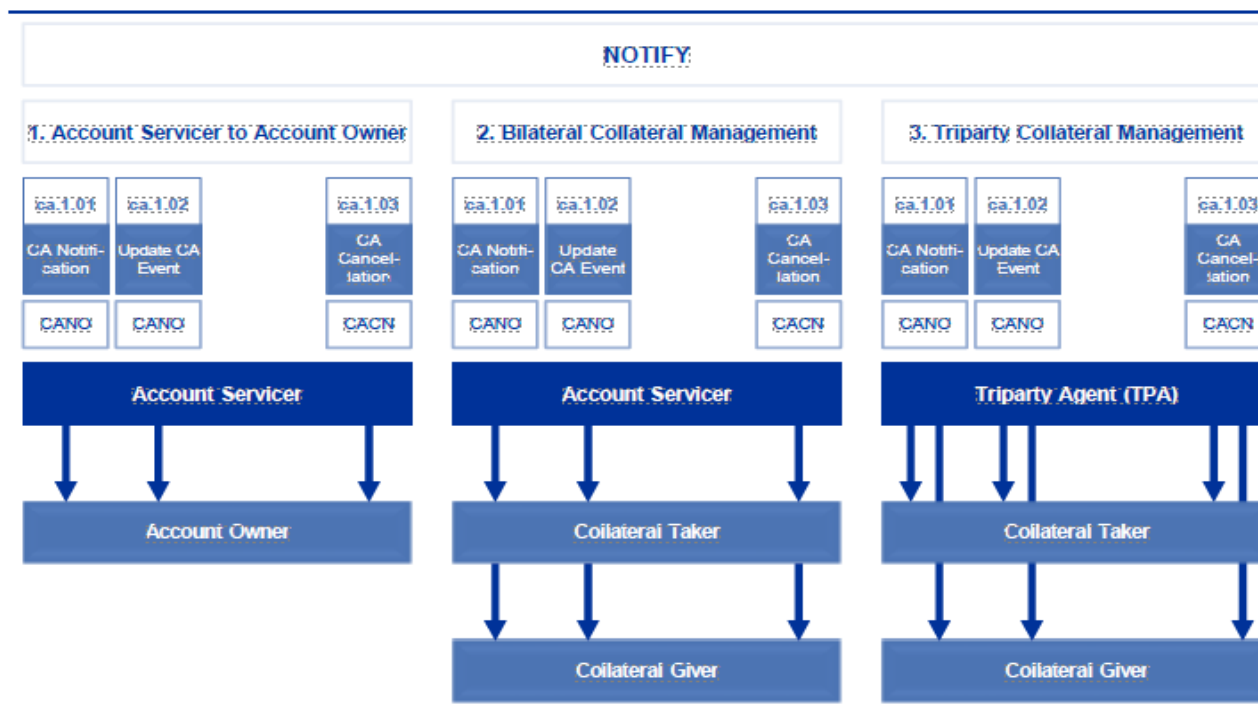 NOTIFY
1. Account Servicer to Account Owner
2. Bilateral Collateral Management
3. Triparty Collateral Management
ca.1.01
ca.1.02
ca.1.03
ca.1.01
ca.1.02
ca.1.03
ca.1.01
ca.1.02
ca.1.03
CA Notifi-
cation
Update CA
Event
CA
Cancel-
lation
CA Notifi-
cation
Update
CA Event
CA
Cancel-
lation
CA Notifi-
cation
Update CA
Event
CA
Cancel-
lation
CANO
CANO
CACN
CANO
CANO
CACN
CANO
CANO
CACN
Account Servicer
Account Servicer
Triparty Agent (TPA)
Account Owner
Collateral Taker
Collateral Taker
Collateral Giver
Collateral Giver